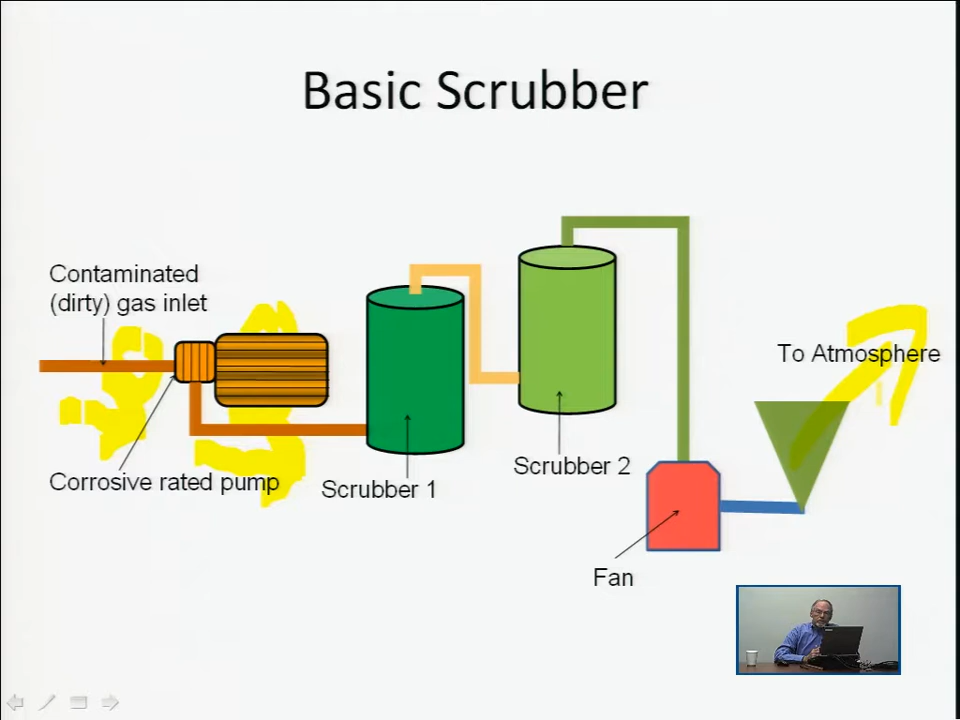 Basic Scrubber
Contaminated
(dirty) gas inlet
To Atmosphere
Corrosive rated pump
Scrubber 1
Scrubber 2
Fan